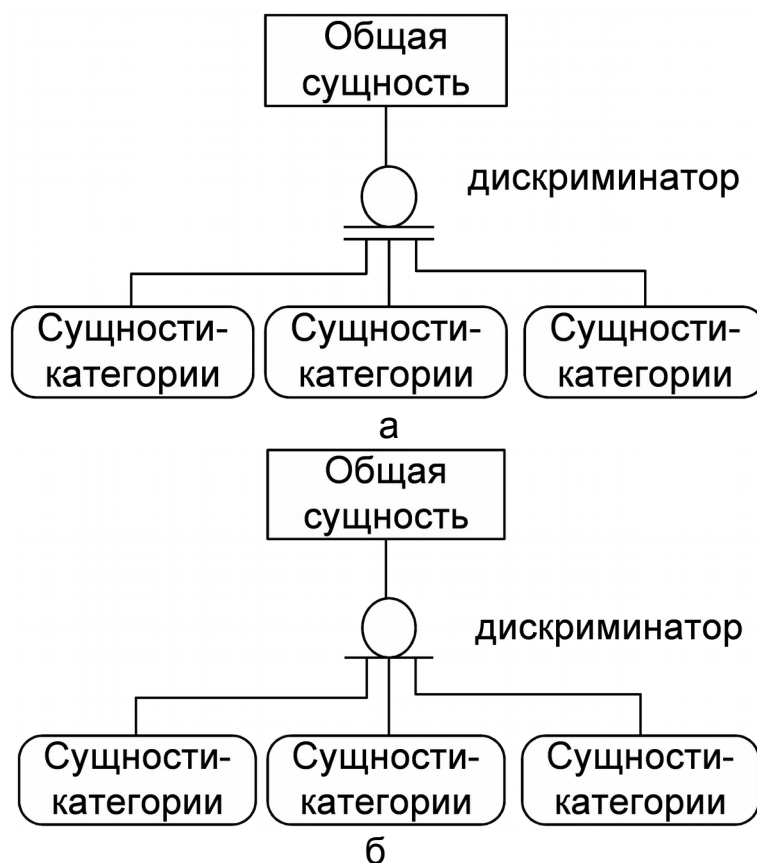 Общая
сущность
дискриминатор
Сущности-
категории
Сущности-
категории
Сущности-
категории
а
Общая
сущность
дискриминатор
Сущности-
категории
Сущности-
категории
Сущности-
категории
б